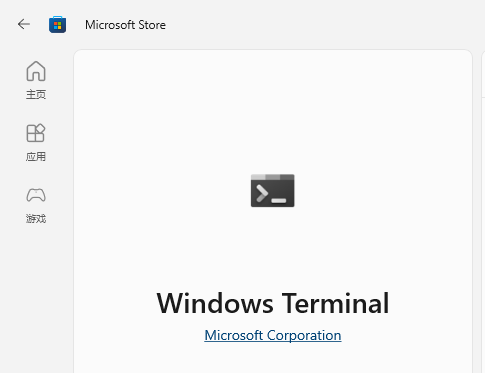 Microsoft Store
主页
应用
游戏
Windows Terminal
Microsoft Corporation